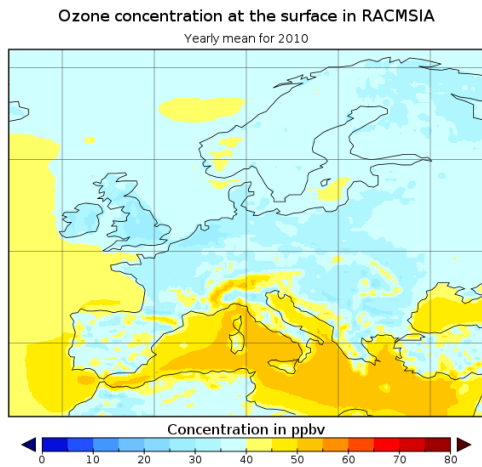 Ozone concentration at the surface in RACMSIA
Yearly mean for 2010
Concentration in ppbv
0 10 20 30 40 50 60 70 80